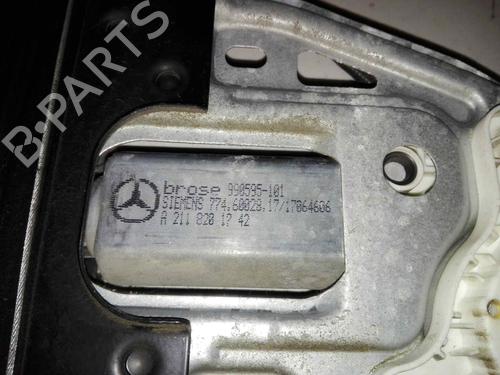 B-PARTS
brose 990595-101
SIEMENS 774.60028.17/17064606
A 211 820 17 42